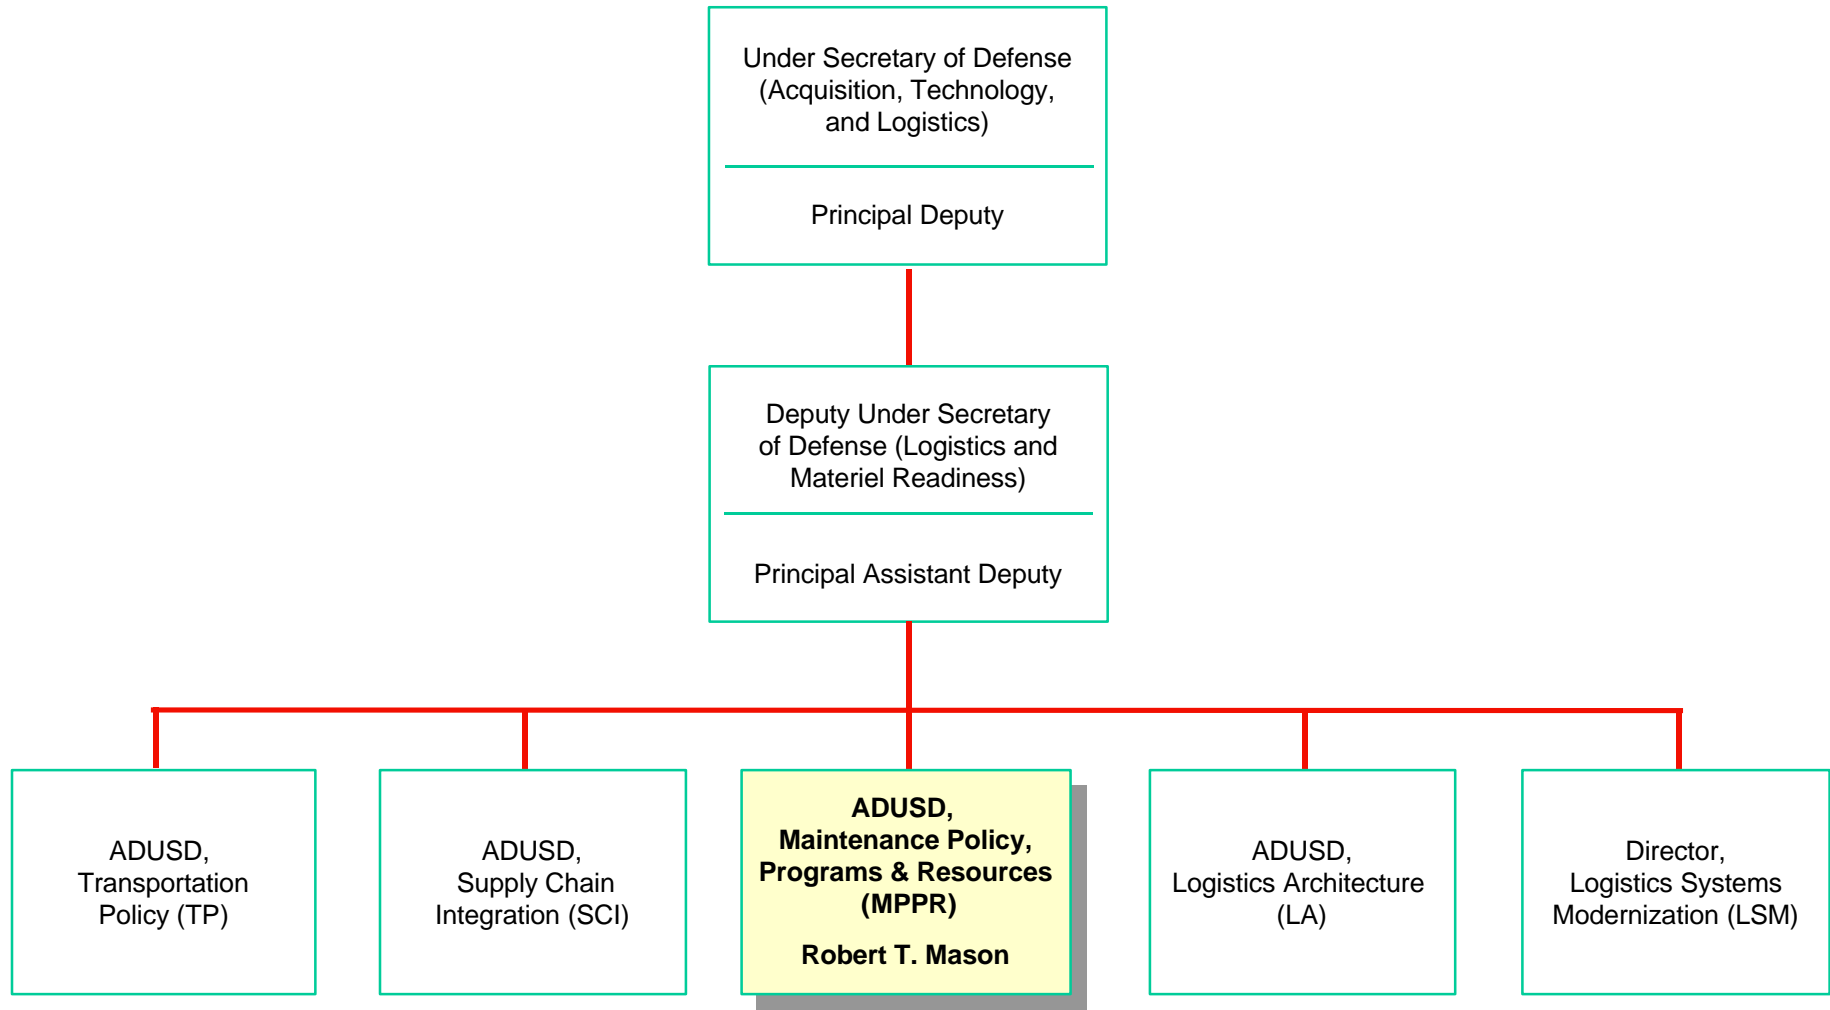 Under Secretary of Defense
(Acquisition, Technology,
and Logistics)
Principal Deputy
Deputy Under Secretary
of Defense (Logistics and
Materiel Readiness)
Principal Assistant Deputy
ADUSD,
Transportation
Policy (TP)
ADUSD,
Supply Chain
Integration (SCI)
ADUSD,
Maintenance Policy,
Programs & Resources
(MPPR)
Robert T. Mason
ADUSD,
Logistics Architecture
(LA)
Director,
Logistics Systems
Modernization (LSM)